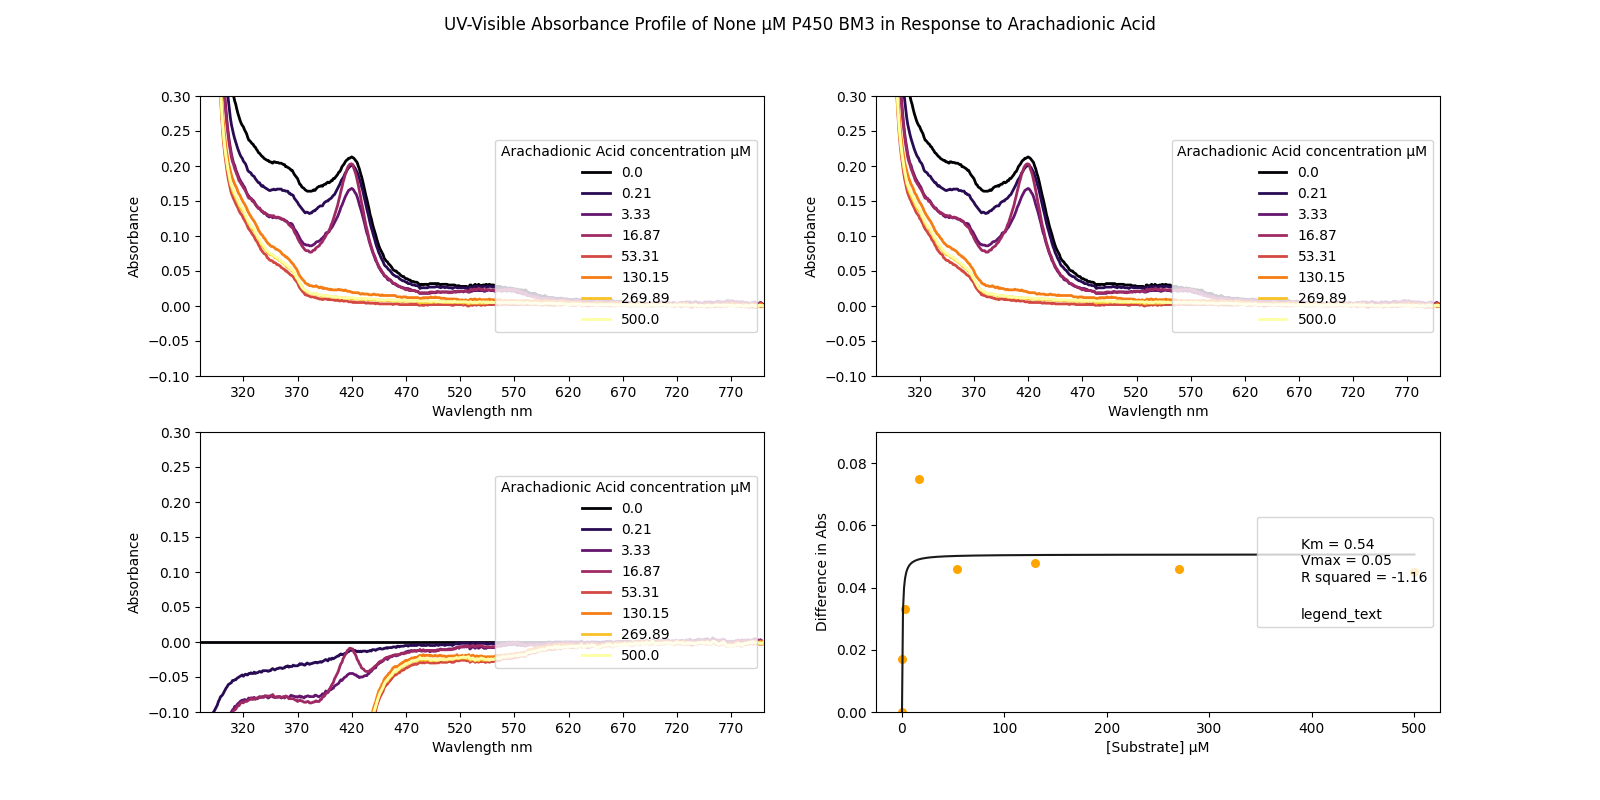 UV-Visible Absorbance Profile of None μM P450 BM3 in Response to Arachadionic Acid
0.30
0.25
0.20
0.15
0.10
0.05
0.00
−0.05
−0.10
Absorbance
320 370 420 470 520 570 620 670 720 770
Wavlength nm
Arachadionic Acid concentration μM
0.0
0.21
3.33
16.87
53.31
130.15
269.89
500.0
0.30
0.25
0.20
0.15
0.10
0.05
0.00
−0.05
−0.10
Absorbance
320 370 420 470 520 570 620 670 720 770
Wavlength nm
Arachadionic Acid concentration μM
0.0
0.21
3.33
16.87
53.31
130.15
269.89
500.0
0.30
0.25
0.20
0.15
0.10
0.05
0.00
−0.05
−0.10
Absorbance
320 370 420 470 520 570 620 670 720 770
Wavlength nm
Arachadionic Acid concentration μM
0.0
0.21
3.33
16.87
53.31
130.15
269.89
500.0
0.08
0.06
0.04
0.02
0.00
Difference in Abs
0 100 200 300 400 500
[Substrate] μM
Km = 0.54
Vmax = 0.05
R squared = -1.16
legend_text